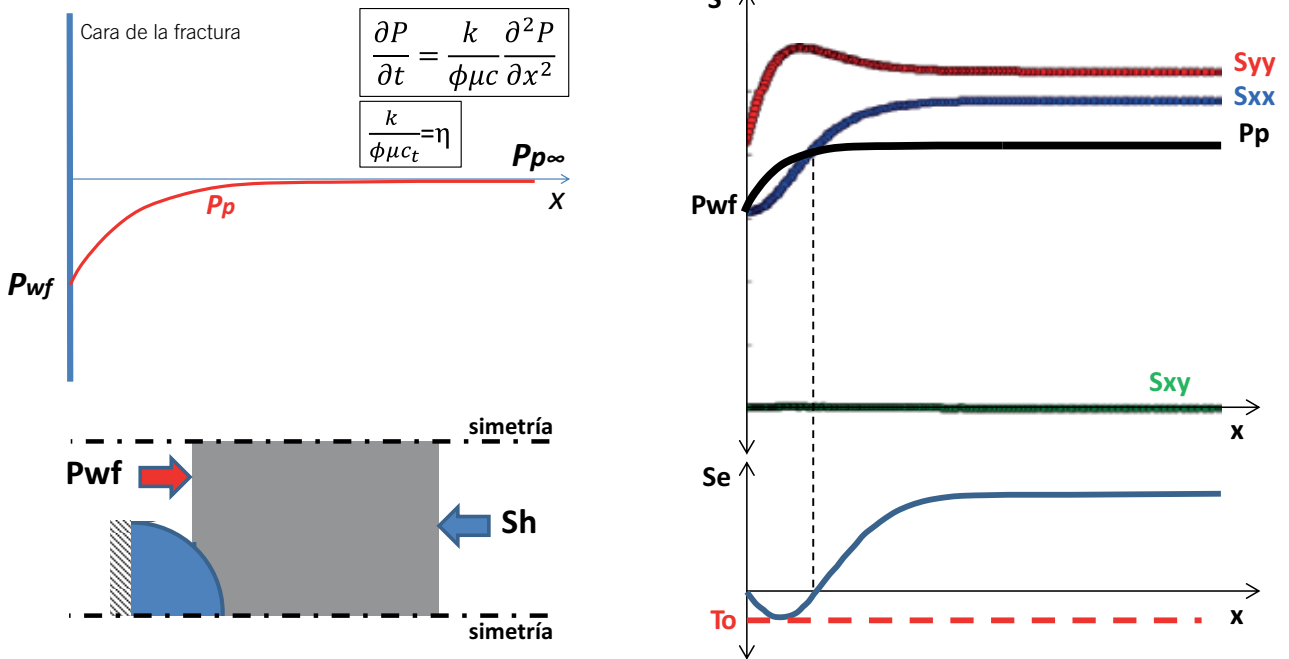 Cara de la fractura
∂P/∂t = k/ϕμc ∂²P/∂x²
k/ϕμcₜ=η
Pp∞
x
Pp
Pwf
simetría
Pwf
Sh
simetría
S
Syy
Sxx
Pp
Pwf
Sxy
x
Se
To
x